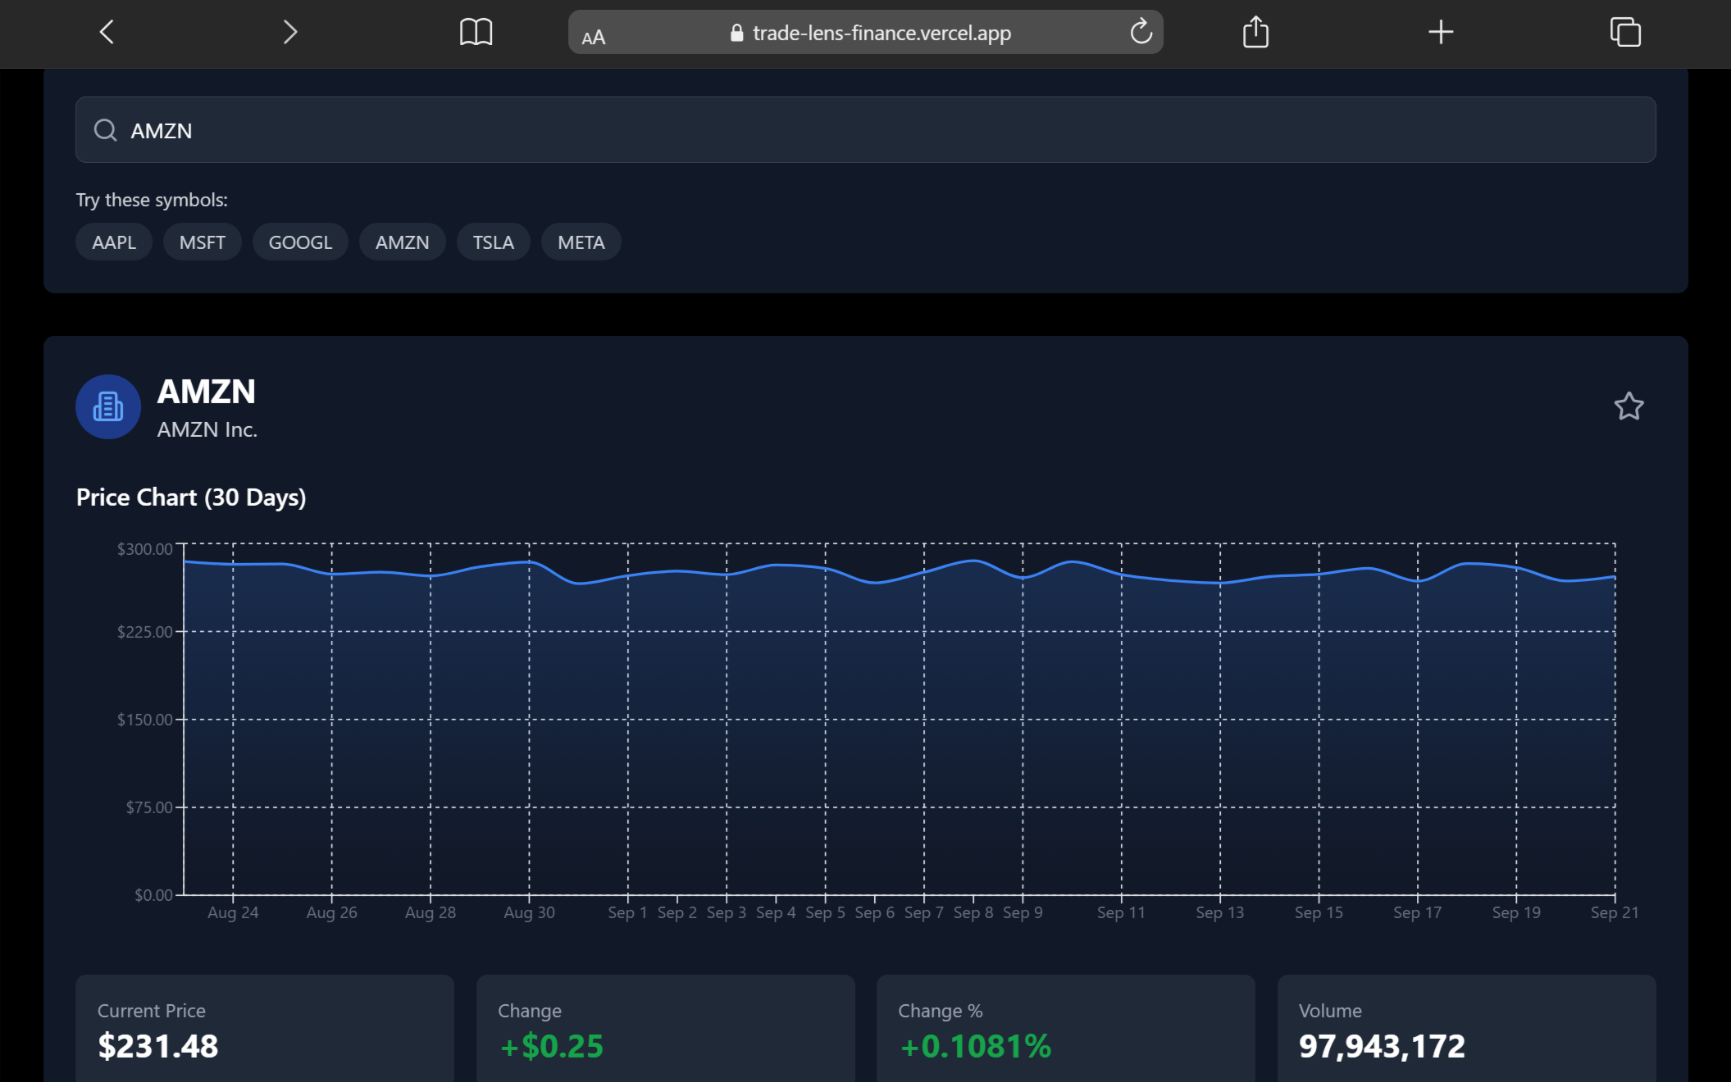 AA trade-lens-finance.vercel.app
AMZN
Try these symbols:
AAPL MSFT GOOGL AMZN TSLA META
AMZN
AMZN Inc.
Price Chart (30 Days)
$300.00
$225.00
$150.00
$75.00
$0.00
Aug 24 Aug 26 Aug 28 Aug 30 Sep 1 Sep 2 Sep 3 Sep 4 Sep 5 Sep 6 Sep 7 Sep 8 Sep 9 Sep 11 Sep 13 Sep 15 Sep 17 Sep 19 Sep 21
Current Price Change Change % Volume
$231.48 +$0.25 +0.1081% 97,943,172